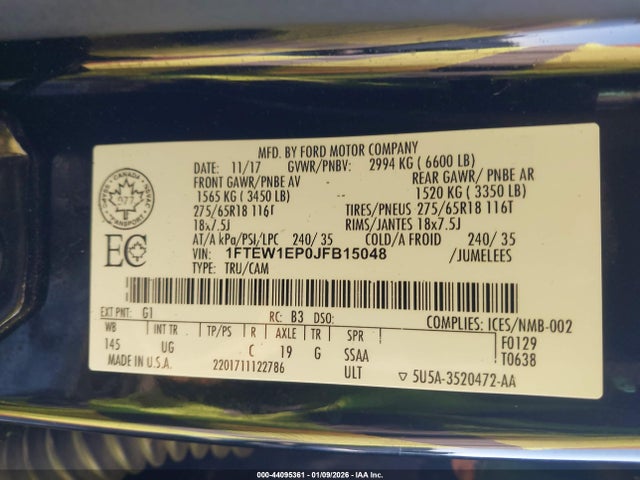 MFD. BY FORD MOTOR COMPANY
DATE: 11/17 GVWR/PNBV: 2994 KG ( 6600 LB)
FRONT GAWR/PNBE AV REAR GAWR/ PNBE AR
1565 KG ( 3450 LB) 1520 KG ( 3350 LB)
275/65R18 116T TIRES/PNEUS 275/65R18 116T
18x7.5J RIMS/JANTES 18x7.5J
AT/A kPa/PSI/LPC 240/ 35 COLD/A FROID 240/ 35
VIN: 1FTEW1EP0JFB15048 /JUMELEES
TYPE: TRU/CAM
CANADA
077
TRANSPORT
EC
EXT PNT: G1 RC: B3 DSO: COMPLIES: ICES/NMB-002
WB INT TR TP/PS R AXLE TR SPR F0129
145 UG C 19 G SSAA T0638
MADE IN U.S.A. 2201711122786 ULT ▽ 5U5A-3520472-AA
000-44095361 - 01/09/2026 - IAA Inc.